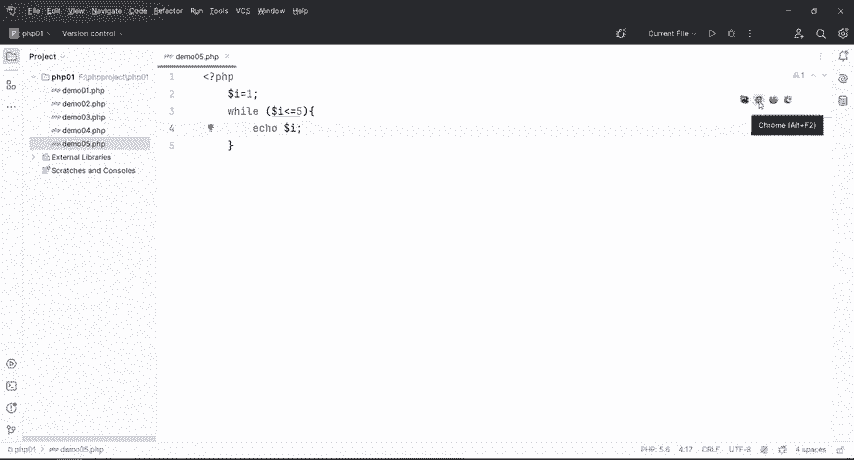 File Edit View Navigate Code Refactor Run Tools VCS Window Help
P php01 Version control Current File
Project
demo05.php
php01 F:\phpproject\php01
demo01.php
demo02.php
demo03.php
demo04.php
demo05.php
External Libraries
Scratches and Consoles
1 <?php
2 $i=1;
3 while ($i<=5){
4 echo $i;
5 }
1
Chrome (Alt+F2)
php01 demo05.php PHP: 5.6 4:17 CRLF UTF-8 4 spaces